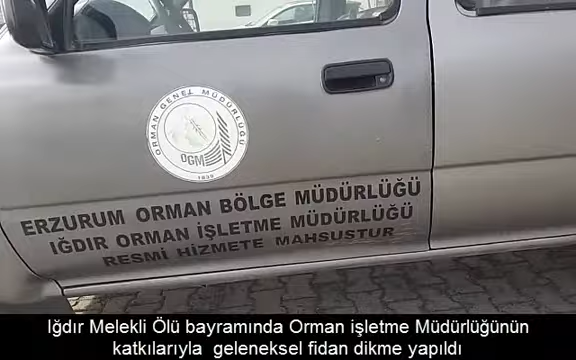 ORMAN GENEL MÜDÜRLÜĞÜ
OGM
1839
ERZURUM ORMAN BÖLGE MÜDÜRLÜĞÜ
IĞDIR ORMAN İŞLETME MÜDÜRLÜĞÜ
RESMİ HİZMETE MAHSUSTUR
Iğdır Melekli Ölü bayramında Orman işletme Müdürlüğünün
katkılarıyla geleneksel fidan dikme yapıldı